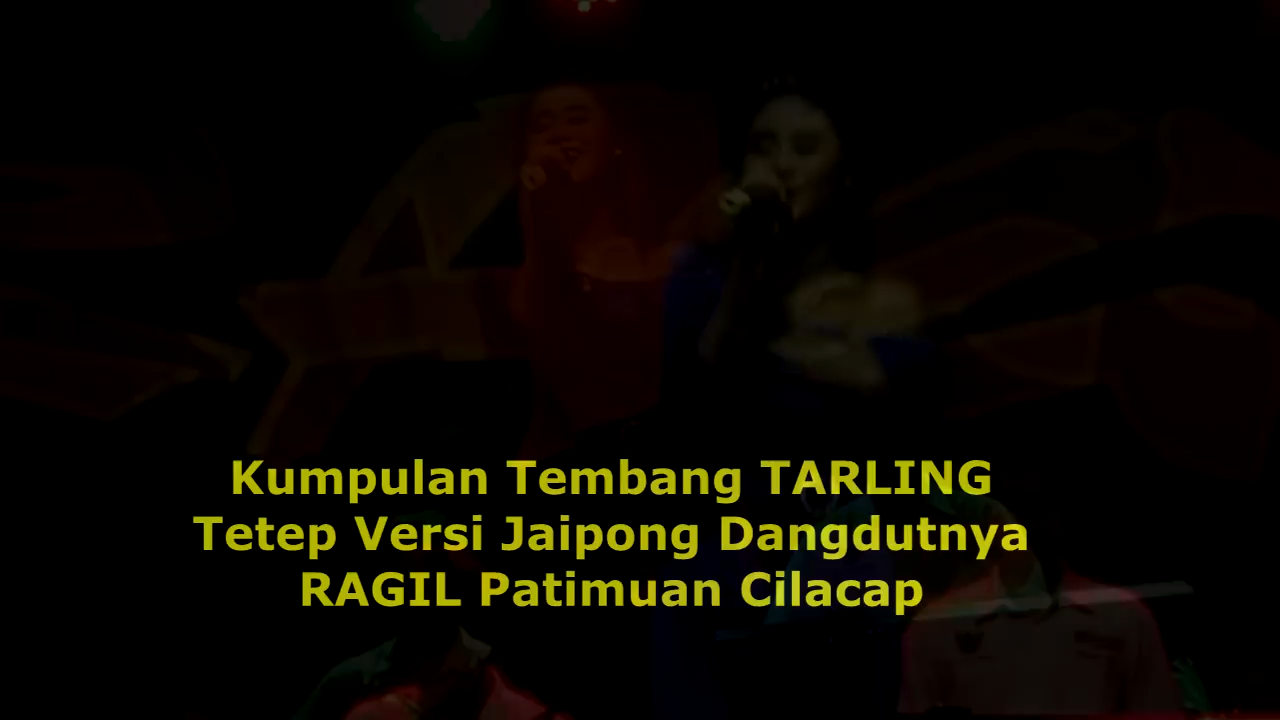 Kumpulan Tembang TARLING
Tetep Versi Jaipong Dangdutnya
RAGIL Patimuan Cilacap